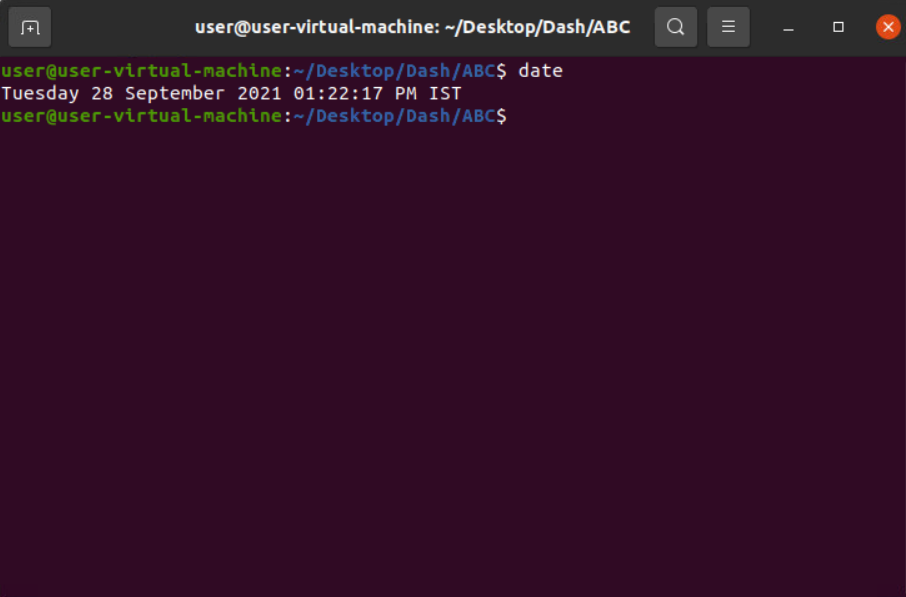 user@user-virtual-machine: ~/Desktop/Dash/ABC
user@user-virtual-machine:~/Desktop/Dash/ABC$ date
Tuesday 28 September 2021 01:22:17 PM IST
user@user-virtual-machine:~/Desktop/Dash/ABC$